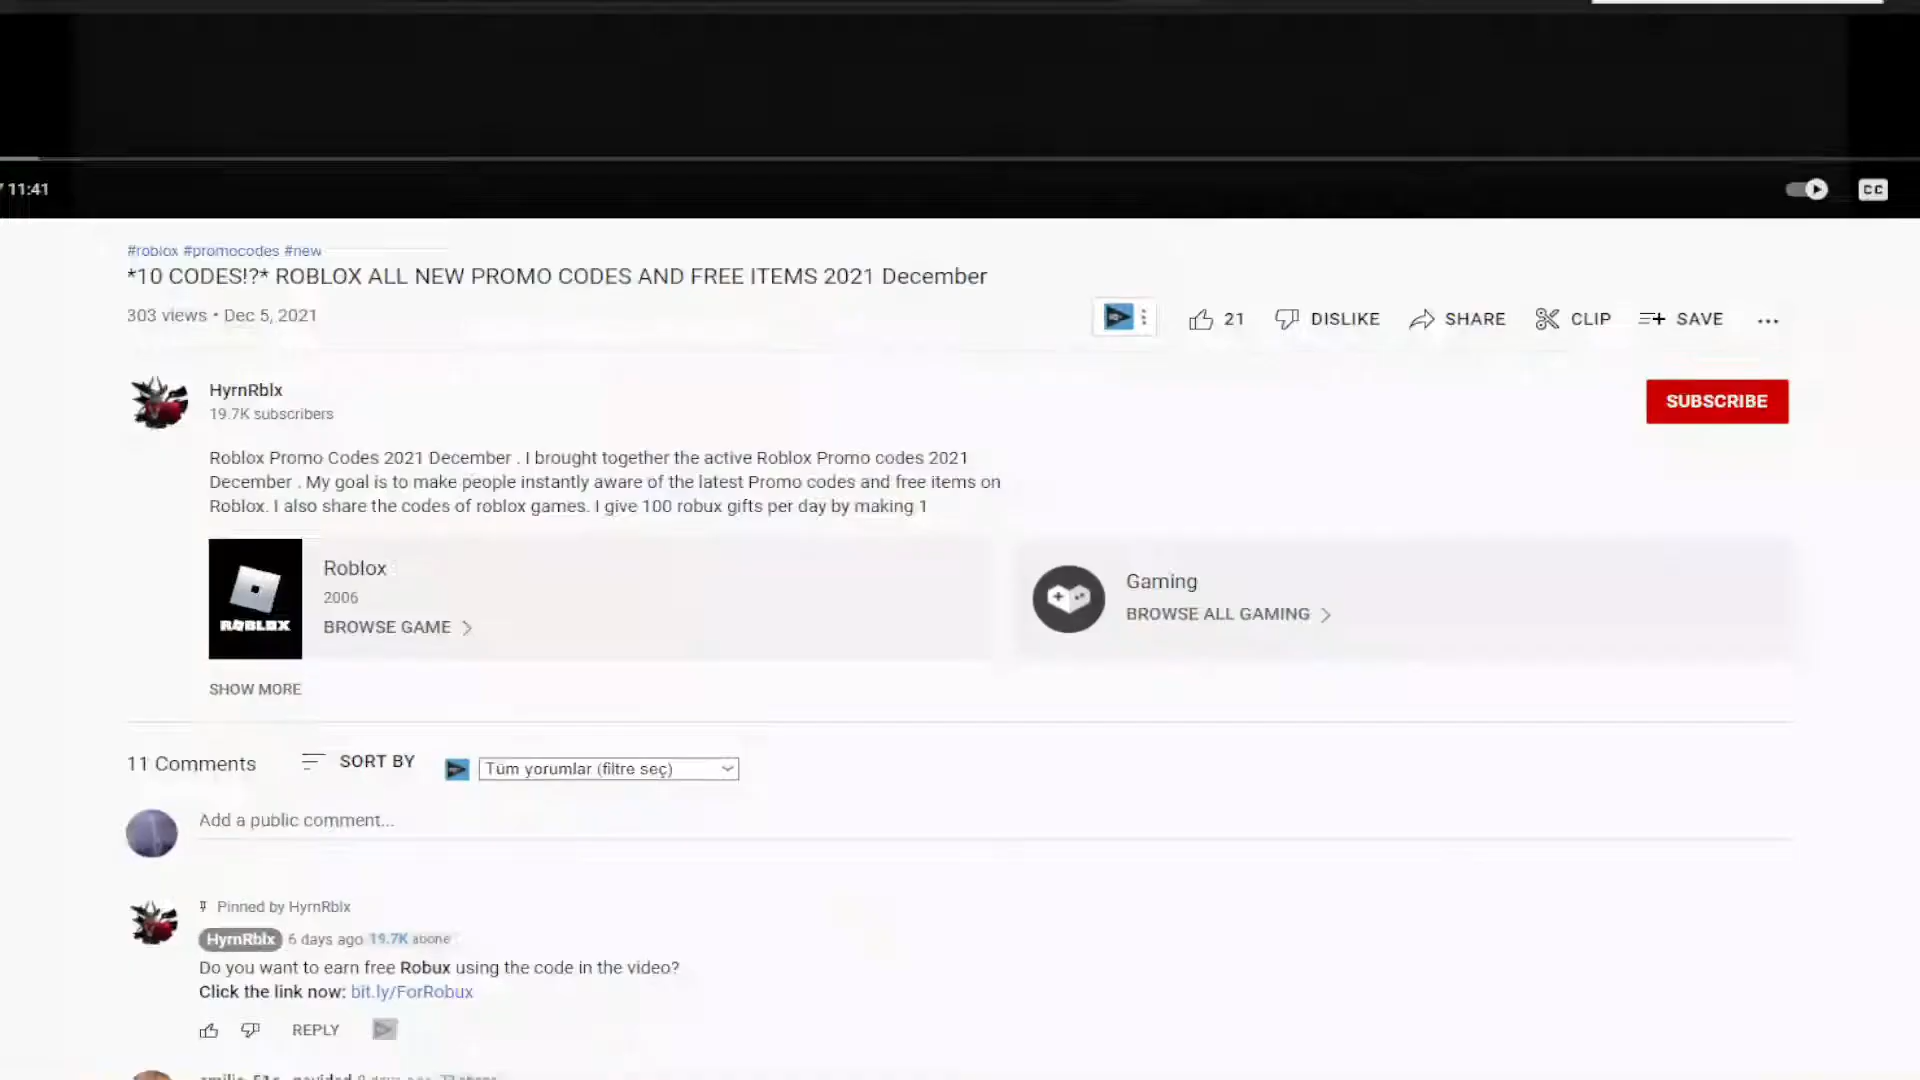 / 11:41
CC
#roblox #promocodes #new
*10 CODES!?* ROBLOX ALL NEW PROMO CODES AND FREE ITEMS 2021 December
303 views • Dec 5, 2021
21
DISLIKE
SHARE
CLIP
SAVE
HyrnRblx
19.7K subscribers
SUBSCRIBE
Roblox Promo Codes 2021 December . I brought together the active Roblox Promo codes 2021
December . My goal is to make people instantly aware of the latest Promo codes and free items on
Roblox. I also share the codes of roblox games. I give 100 robux gifts per day by making 1
ROBLOX
Roblox
2006
BROWSE GAME
Gaming
BROWSE ALL GAMING
SHOW MORE
11 Comments
SORT BY
Tüm yorumlar (filtre seç)
Add a public comment...
Pinned by HyrnRblx
HyrnRblx 6 days ago 19.7K abone
Do you want to earn free Robux using the code in the video?
Click the link now: bit.ly/ForRobux
REPLY